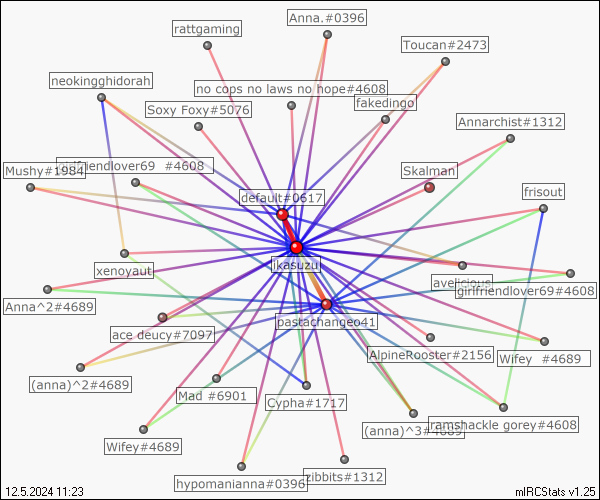 Anna.#0396
rattgaming
Toucan#2473
neokingghidorah
no cops no laws no hope#4608
Soxy Foxy#5076
fakedingo
Annarchist#1312
girlfriendlover69 #4608
Mushy#1984
Skalman
default#0617
frisout
ikasuzu
xenoyaut
avelicious
girlfriendlover69#4608
Anna^2#4689
pastachangeo41
ace deucy#7097
AlpineRooster#2156
Wifey #4689
(anna)^2#4689
Mad #6901
Cypha#1717
(anna)^3#4689
ramshackle gorey#4608
Wifey#4689
hypomanianna#0396
zibbits#1312
12.5.2024 11:23
mIRCStats v1.25